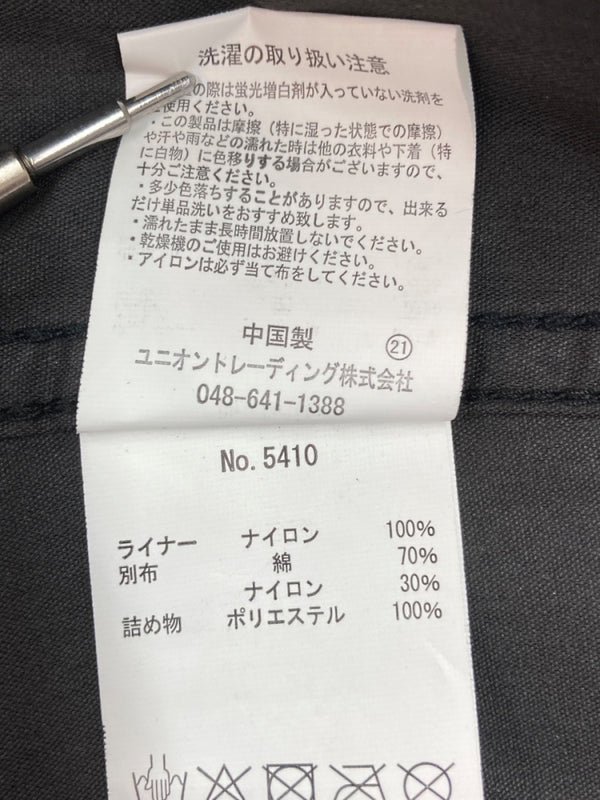 洗濯の取り扱い注意
の際は蛍光増白剤が入っていない洗剤を
使用ください。
・この製品は摩擦（特に湿った状態での摩擦）
や汗や雨などの濡れた時は他の衣料や下着（特
に白物）に色移りする場合がございますので、
十分ご注意ください。
・多少色落ちすることがありますので、出来る
だけ単品洗いをおすすめ致します。
・濡れたまま長時間放置しないでください。
・乾燥機のご使用はお避けください。
・アイロンは必ず当て布をしてください。
中国製 ㉑
ユニオントレーディング株式会社
048-641-1388
No. 5410
ライナー ナイロン 100%
別布 綿 70%
ナイロン 30%
詰め物 ポリエステル 100%